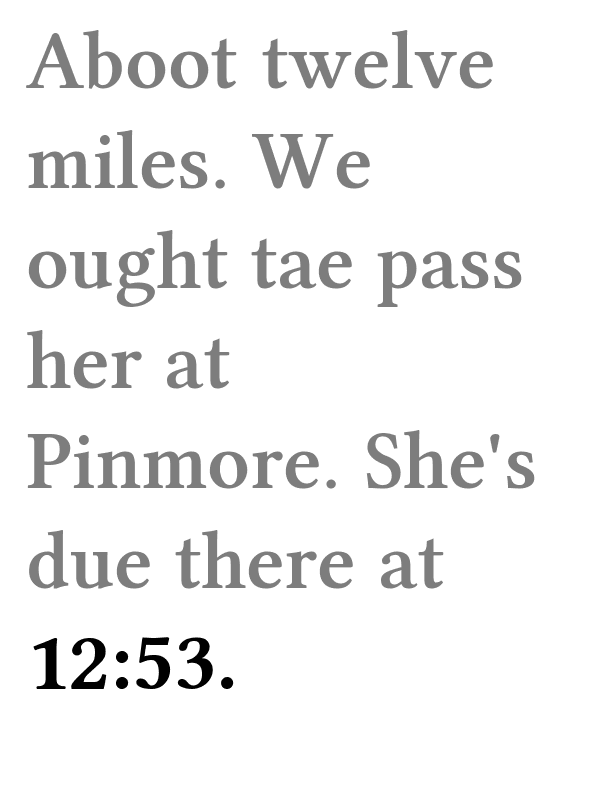 Aboot twelve
miles. We
ought tae pass
her at
Pinmore. She's
due there at
12:53.